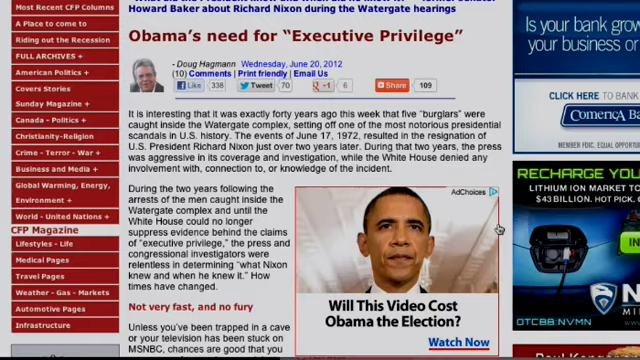 Most Recent CFP Columns
A Place to come to
Riding out the Recession
FULL ARCHIVES +
American Politics +
Covers Stories
Sunday Magazine +
Canada - Politics +
Christianity-Religion
Crime - Terror - War +
Business and Media +
Global Warming, Energy,
Environment +
World - United Nations +
CFP Magazine
Lifestyles - Life
Medical Pages
Travel Pages
Weather - Gas - Markets
Automotive Pages
Infrastructure
Howard Baker about Richard Nixon during the Watergate hearings
Obama's need for “Executive Privilege”
- Doug Hagmann Wednesday, June 20, 2012
(10) Comments | Print friendly | Email Us
Like 338 Tweet 70 +1 6 Share 109
It is interesting that it was exactly forty years ago this week that five “burglars” were
caught inside the Watergate complex, setting off one of the most notorious presidential
scandals in U.S. history. The events of June 17, 1972, resulted in the resignation of
U.S. President Richard Nixon just over two years later. During that two years, the press
was aggressive in its coverage and investigation, while the White House denied any
involvement with, connection to, or knowledge of the incident.
During the two years following the
arrests of the men caught inside the
Watergate complex and until the
White House could no longer
suppress evidence behind the claims
of “executive privilege,” the press and
congressional investigators were
relentless in determining “what Nixon
knew and when he knew it.” How
times have changed.
Not very fast, and no fury
Unless you've been trapped in a cave
or your television has been stuck on
MSNBC, chances are good that you
AdChoices
Will This Video Cost
Obama the Election?
Watch Now
Is your bank grow
your business or
CLICK HERE TO BAN
Comerica Ban
MEMBER FDIC. EQUAL OPPORTU
RECHARGE YOU
LITHIUM ION MARKET TO
$43 BILLION. HOT PICK,
N
MI
OTCBB:NVMN